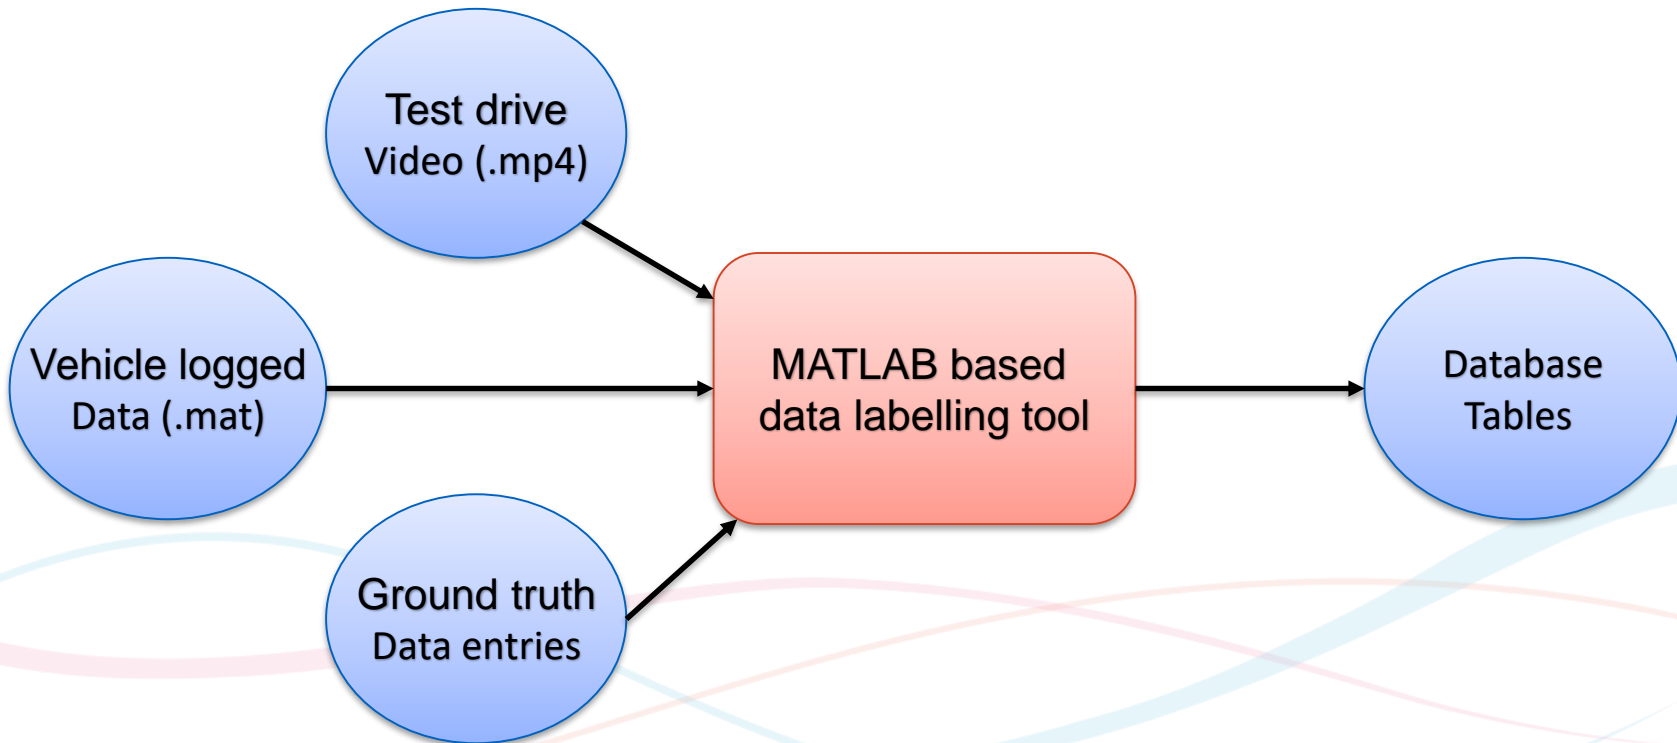 Test drive
Video (.mp4)
Vehicle logged
Data (.mat)
MATLAB based
data labelling tool
Database
Tables
Ground truth
Data entries